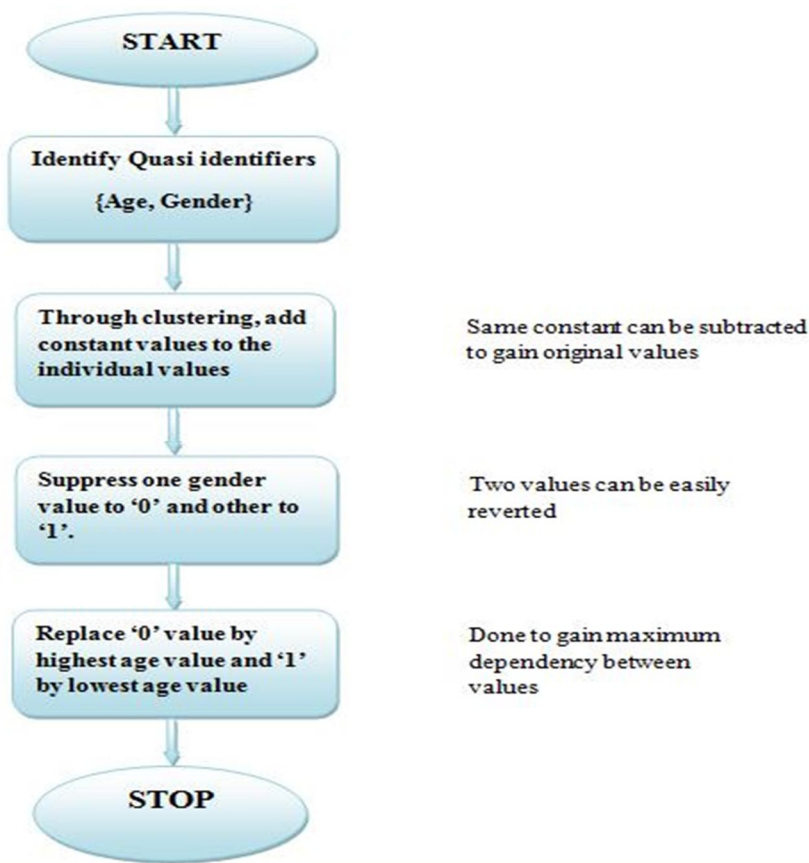 START
Identify Quasi identifiers
{Age, Gender}
Through clustering, add
constant values to the
individual values
Same constant can be subtracted
to gain original values
Suppress one gender
value to ‘0’ and other to
‘1’.
Two values can be easily
reverted
Replace ‘0’ value by
highest age value and ‘1’
by lowest age value
Done to gain maximum
dependency between
values
STOP